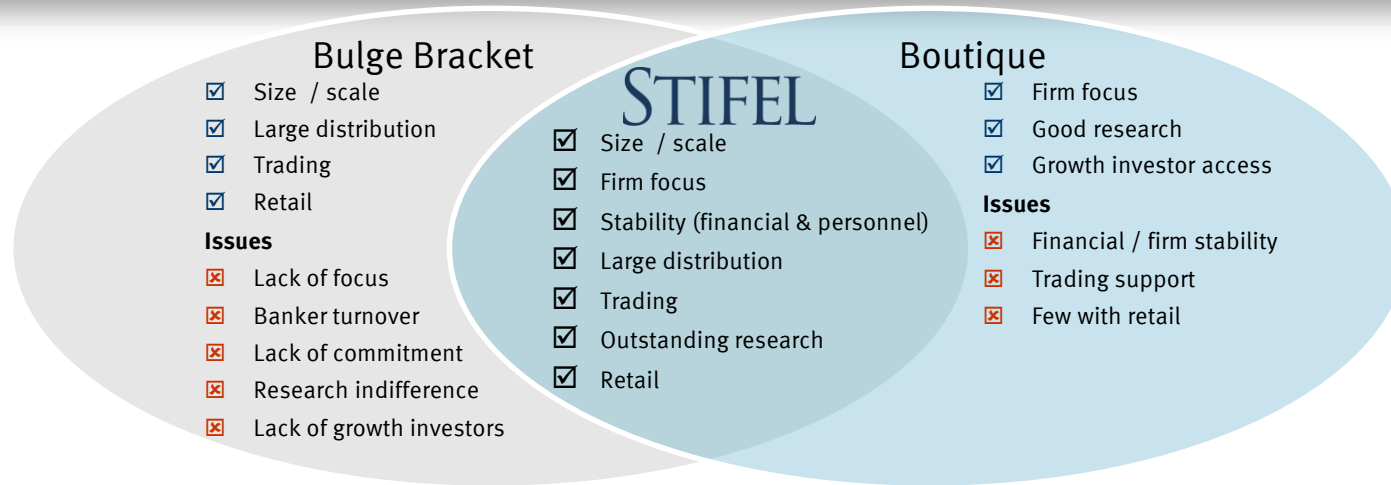 Bulge Bracket
Size / scale
Large distribution
Trading
Retail
Issues
Lack of focus
Banker turnover
Lack of commitment
Research indifference
Lack of growth investors
STIFEL
Size / scale
Firm focus
Stability (financial & personnel)
Large distribution
Trading
Outstanding research
Retail
Boutique
Firm focus
Good research
Growth investor access
Issues
Financial / firm stability
Trading support
Few with retail